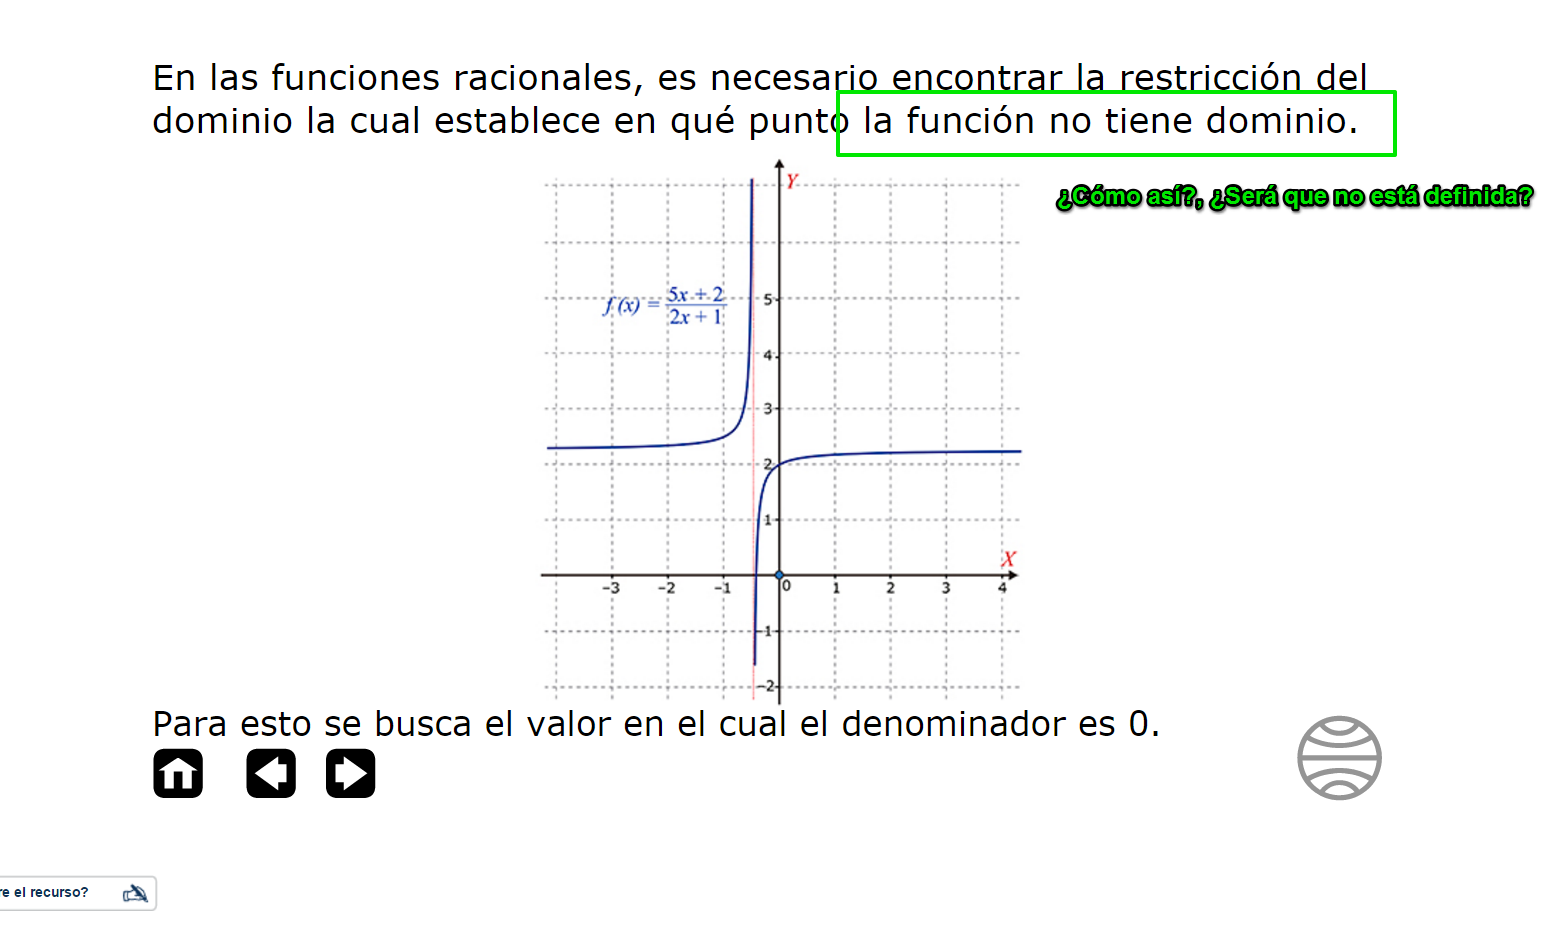 En las funciones racionales, es necesario encontrar la restricción del
dominio la cual establece en qué punto la función no tiene dominio.
Y
¿Cómo así?, ¿Será que no está definida?
f (x) = 5x + 2 / 2x + 1
5
4
3
2
1
X
-3 -2 -1 0 1 2 3 4
-1
-2
Para esto se busca el valor en el cual el denominador es 0.
re el recurso?